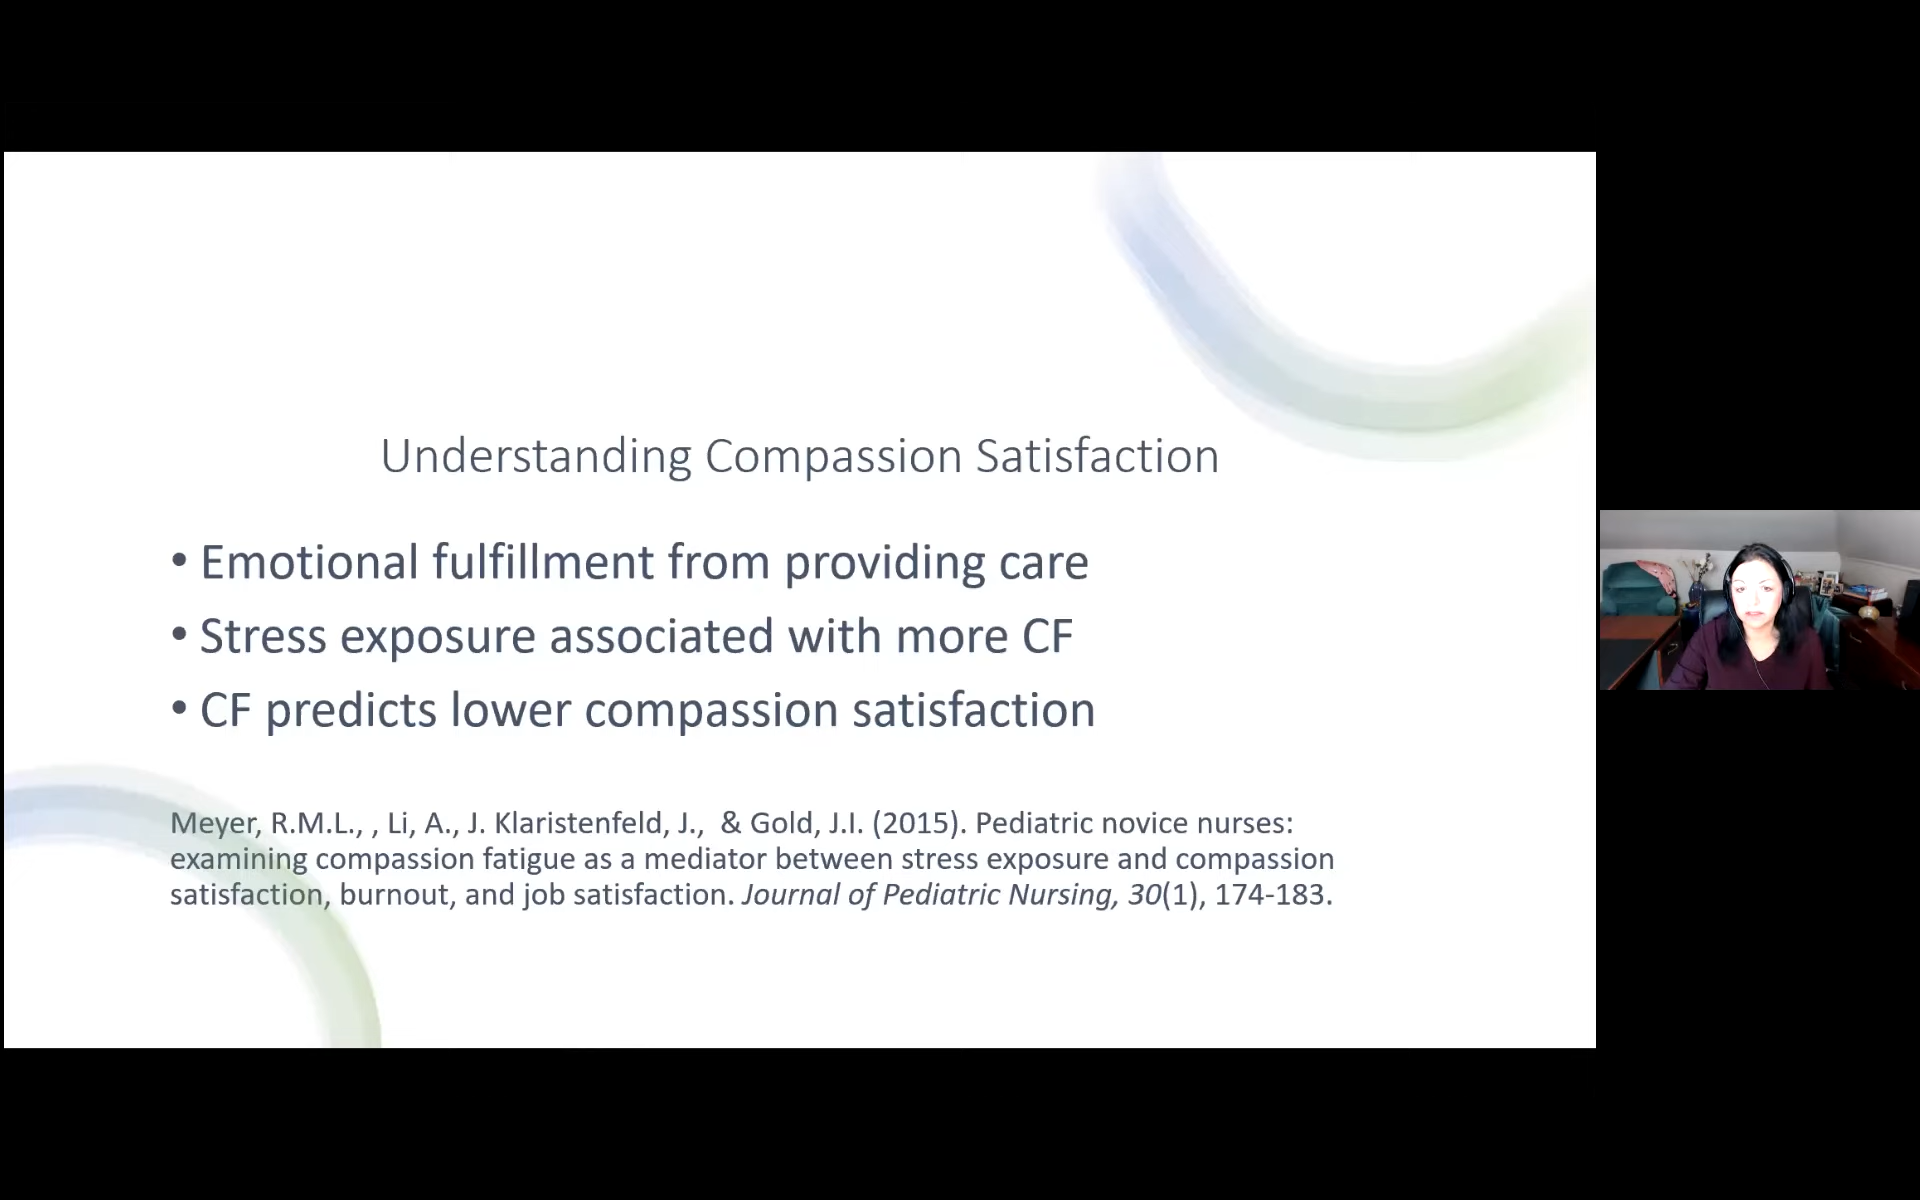 Understanding Compassion Satisfaction
• Emotional fulfillment from providing care
• Stress exposure associated with more CF
• CF predicts lower compassion satisfaction
Meyer, R.M.L., , Li, A., J. Klaristenfeld, J.,  & Gold, J.I. (2015). Pediatric novice nurses:
examining compassion fatigue as a mediator between stress exposure and compassion
satisfaction, burnout, and job satisfaction. Journal of Pediatric Nursing, 30(1), 174-183.